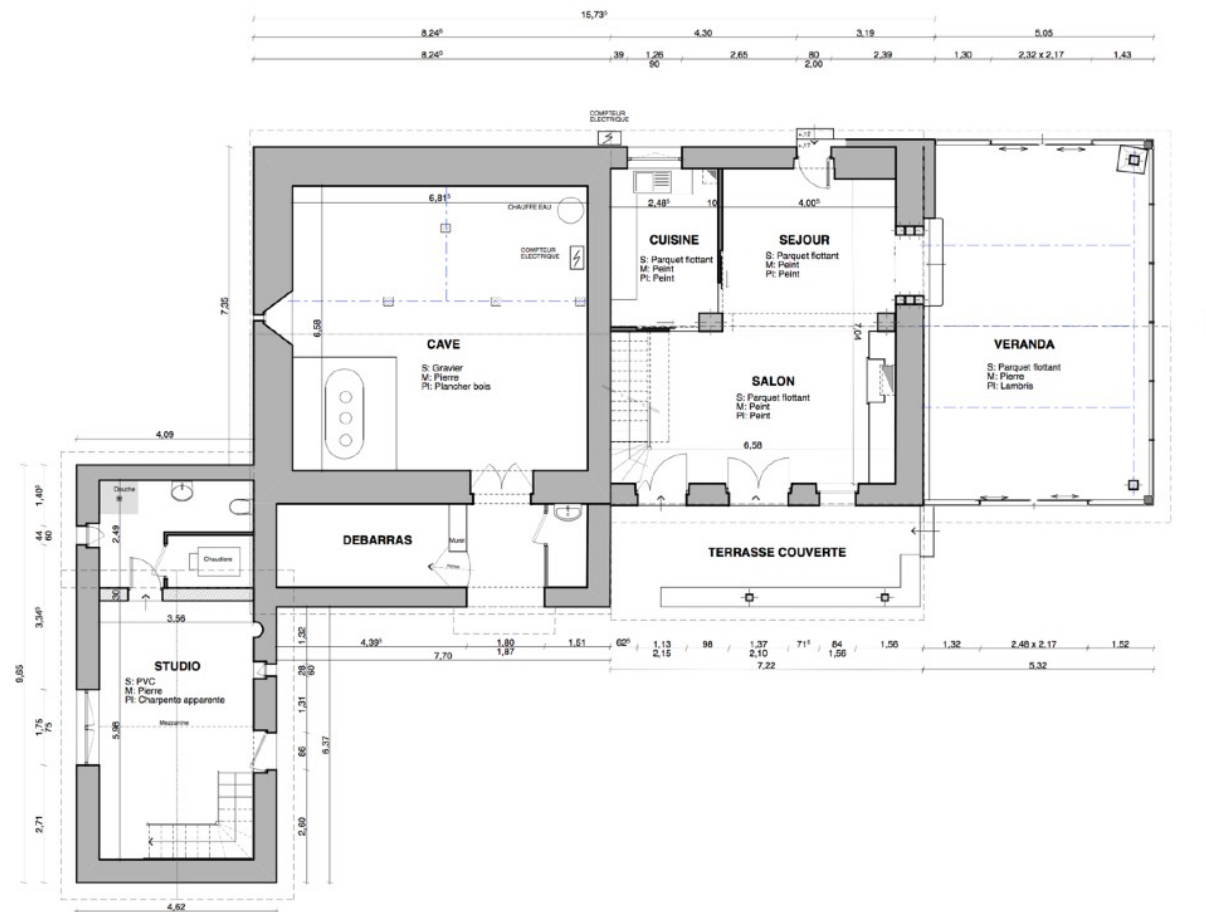 15,73⁵
8,24⁵ 4,30 3,19 5,05
8,24⁵ 39 1,26 2,65 80 2,39 1,30 2,32 x 2,17 1,43
90 2,00
COMPTEUR
ELECTRIQUE
+,12
+,17
6,81⁵
CHAUFFE EAU
COMPTEUR
ELECTRIQUE
2,48⁵ 10 4,00⁵
CUISINE
S: Parquet flottant
M: Peint
Pl: Peint
SEJOUR
S: Parquet flottant
M: Peint
Pl: Peint
7,35
6,58
7,04
CAVE
S: Gravier
M: Pierre
Pl: Plancher bois
VERANDA
S: Parquet flottant
M: Pierre
Pl: Lambris
SALON
S: Parquet flottant
M: Peint
Pl: Peint
6,58
4,09
Douche
1,40⁵
44
60
2,49
Chaudiere
DEBARRAS
Muret
TERRASSE COUVERTE
30
3,56
3,34⁵
9,65
STUDIO
S: PVC
M: Pierre
Pl: Charpente apparente
Mezzanine
1,75
75
5,98
2,71
1,32
28
60
1,31
86
2,60
6,37
4,39⁵ 1,80 1,51 62⁵ 1,13 98 1,37 71⁵ 84 1,56 1,32 2,48 x 2,17 1,52
1,87 2,15 2,10 1,56
7,70 7,22 5,32
4,62